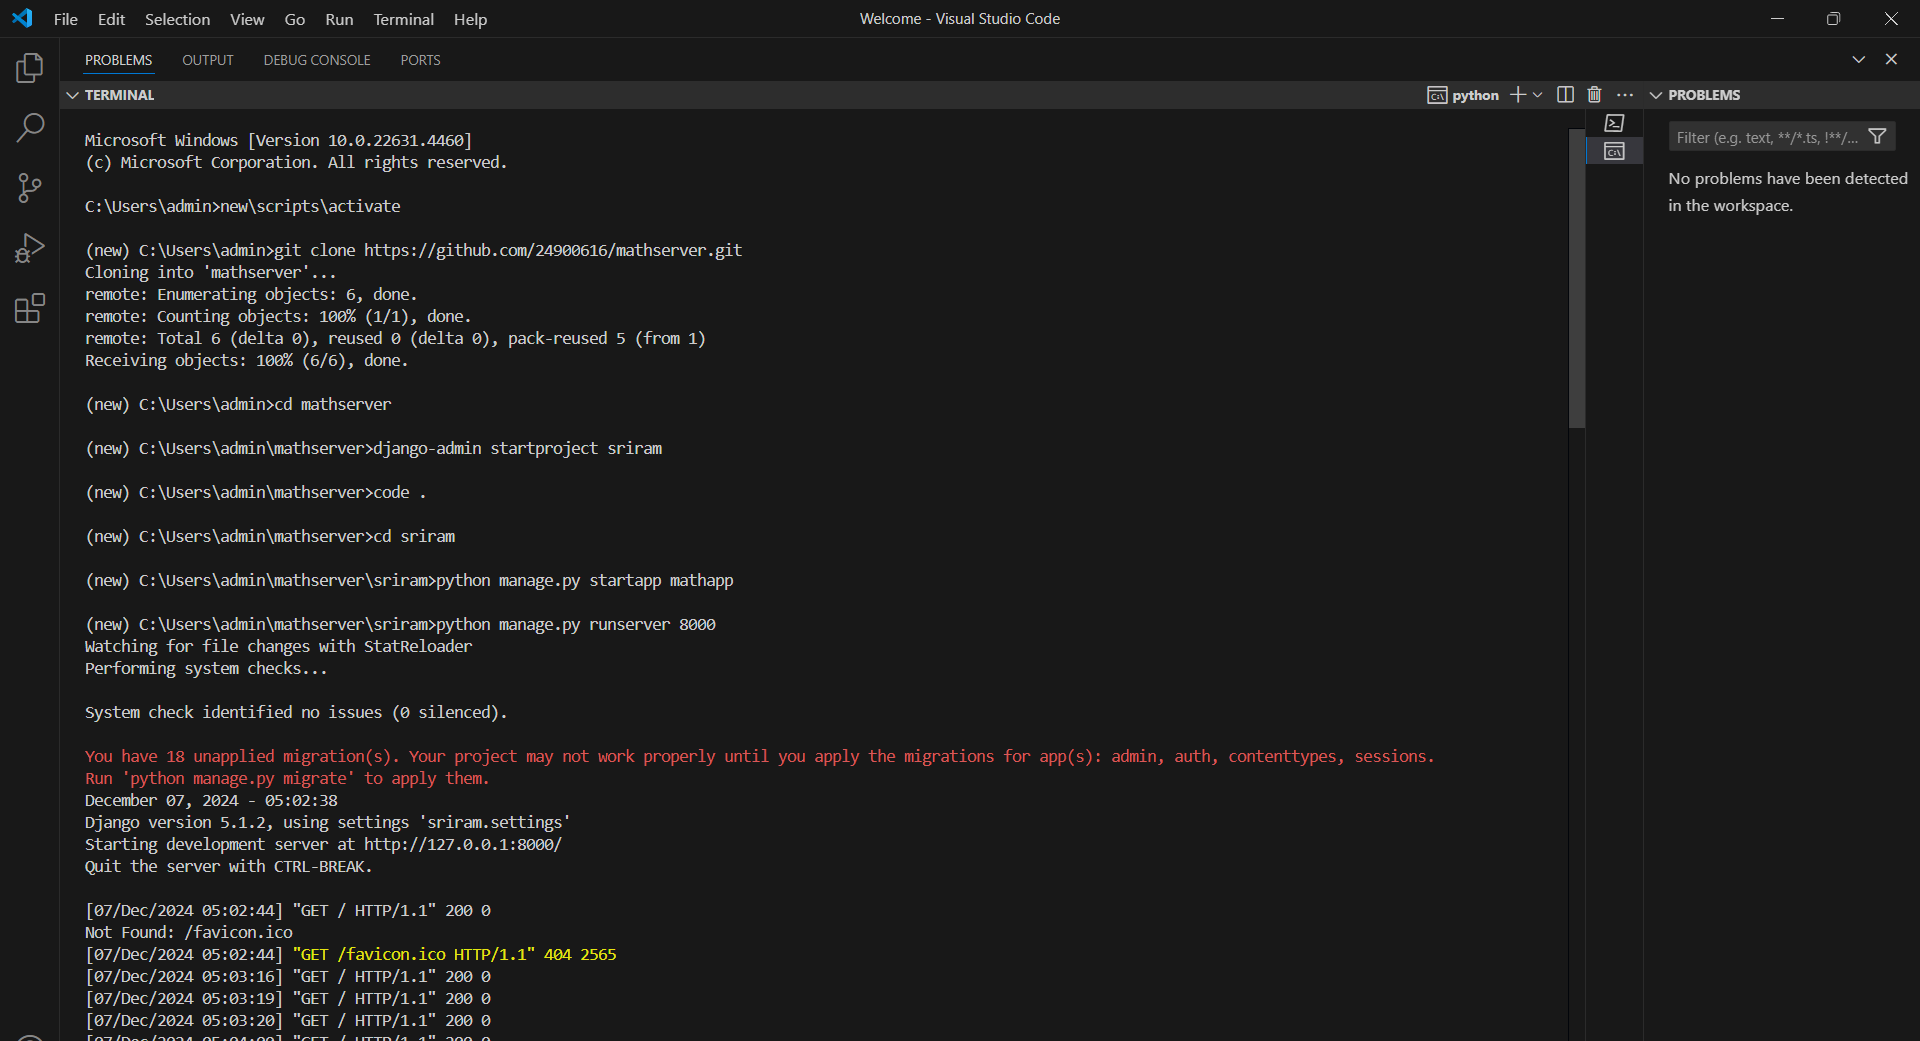 File Edit Selection View Go Run Terminal Help
Welcome - Visual Studio Code
PROBLEMS OUTPUT DEBUG CONSOLE PORTS
TERMINAL
python
PROBLEMS
Microsoft Windows [Version 10.0.22631.4460]
(c) Microsoft Corporation. All rights reserved.
C:\Users\admin>new\scripts\activate
(new) C:\Users\admin>git clone https://github.com/24900616/mathserver.git
Cloning into 'mathserver'...
remote: Enumerating objects: 6, done.
remote: Counting objects: 100% (1/1), done.
remote: Total 6 (delta 0), reused 0 (delta 0), pack-reused 5 (from 1)
Receiving objects: 100% (6/6), done.
(new) C:\Users\admin>cd mathserver
(new) C:\Users\admin\mathserver>django-admin startproject sriram
(new) C:\Users\admin\mathserver>code .
(new) C:\Users\admin\mathserver>cd sriram
(new) C:\Users\admin\mathserver\sriram>python manage.py startapp mathapp
(new) C:\Users\admin\mathserver\sriram>python manage.py runserver 8000
Watching for file changes with StatReloader
Performing system checks...
System check identified no issues (0 silenced).
You have 18 unapplied migration(s). Your project may not work properly until you apply the migrations for app(s): admin, auth, contenttypes, sessions.
Run 'python manage.py migrate' to apply them.
December 07, 2024 - 05:02:38
Django version 5.1.2, using settings 'sriram.settings'
Starting development server at http://127.0.0.1:8000/
Quit the server with CTRL-BREAK.
[07/Dec/2024 05:02:44] "GET / HTTP/1.1" 200 0
Not Found: /favicon.ico
[07/Dec/2024 05:02:44] "GET /favicon.ico HTTP/1.1" 404 2565
[07/Dec/2024 05:03:16] "GET / HTTP/1.1" 200 0
[07/Dec/2024 05:03:19] "GET / HTTP/1.1" 200 0
[07/Dec/2024 05:03:20] "GET / HTTP/1.1" 200 0
Filter (e.g. text, **/*.ts, !**/...
No problems have been detected
in the workspace.